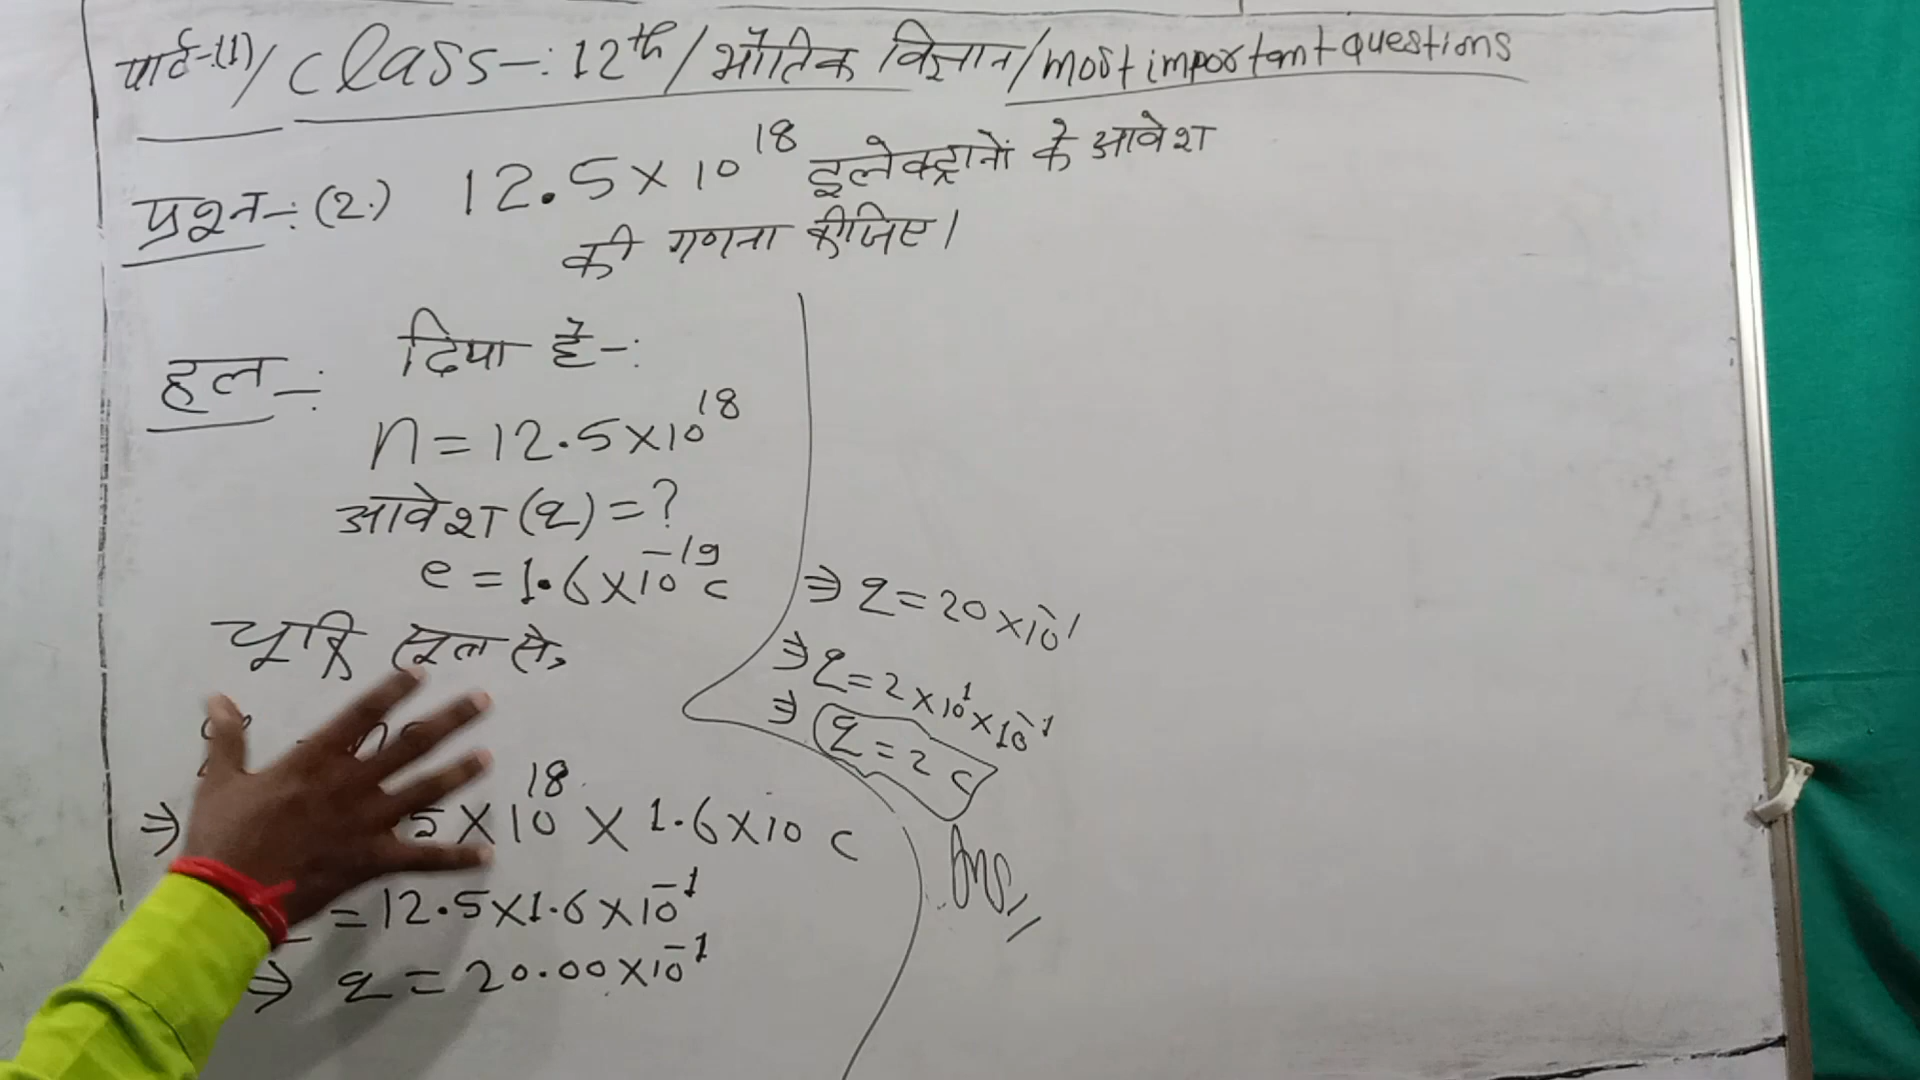 पार्ट-(1)/class-:12th/भौतिक विज्ञान/most important questions
प्रश्न-:(2.) 12.5×10^18 इलेक्ट्रानों के आवेश
की गणना कीजिए।
हल-: दिया है-:
n=12.5×10^18
आवेश(q)=?
e=1.6×10^-19c
चूंकि सूत्र से,
⇒ 5×10^18×1.6×10 c
=12.5×1.6×10^-1
⇒ q=20.00×10^-1
⇒ q=20×10^-1
⇒ q=2×10^1×10^-1
⇒ q=2c
Ans